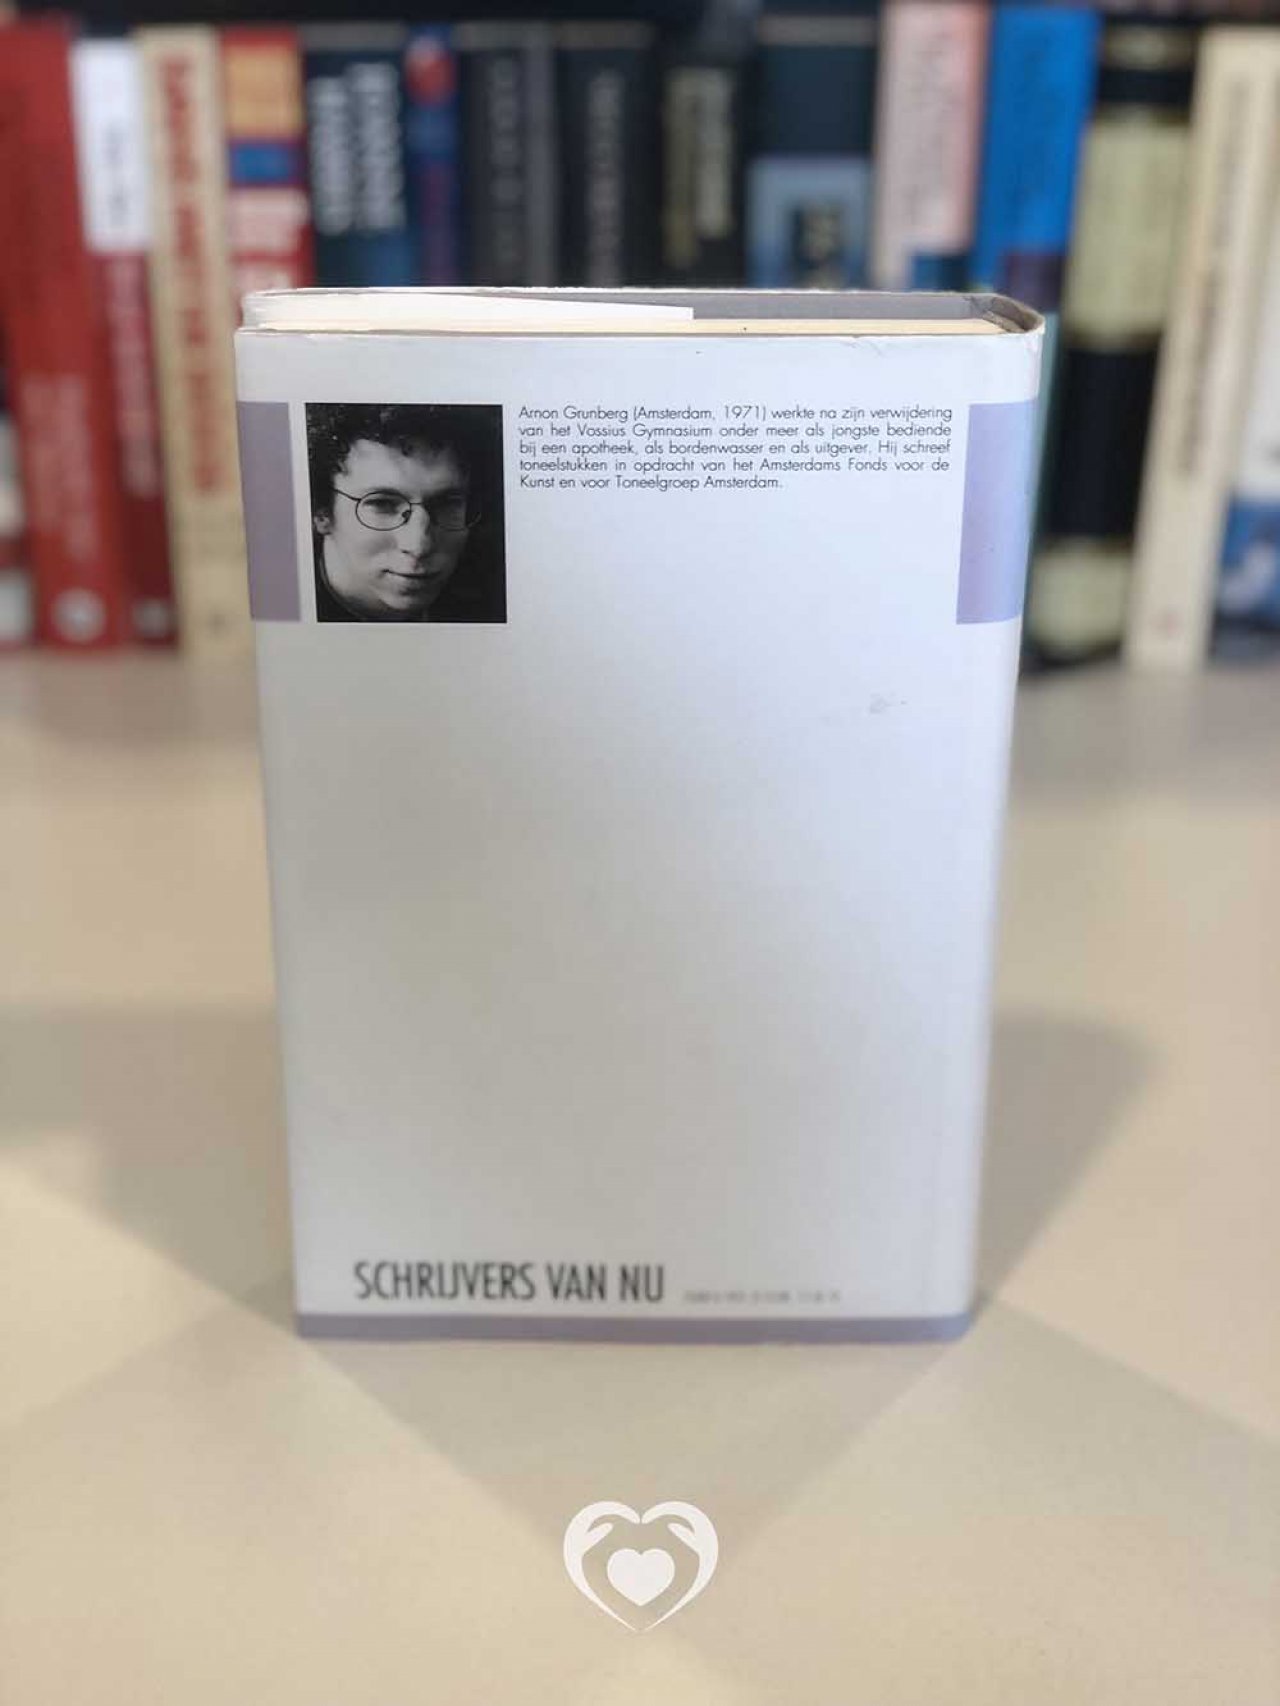 Arnon Grunberg (Amsterdam, 1971) werkte na zijn verwijdering
van het Vossius Gymnasium onder meer als jongste bediende
bij een apotheek, als bordenwasser en als uitgever. Hij schreef
toneelstukken in opdracht van het Amsterdams Fonds voor de
Kunst en voor Toneelgroep Amsterdam.
SCHRIJVERS VAN NU